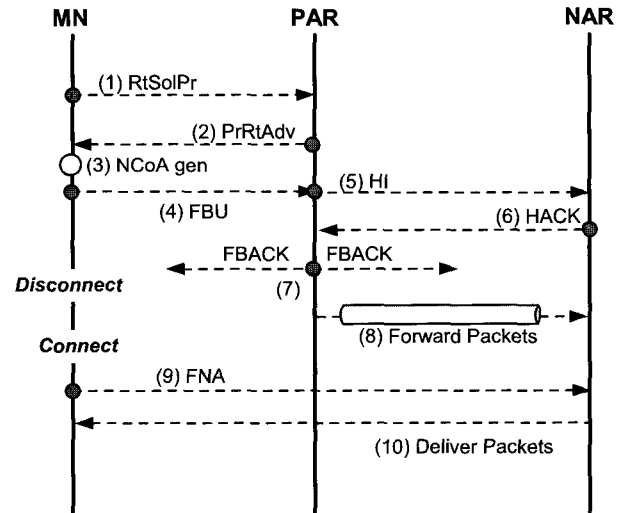 MN PAR NAR
(1) RtSolPr
(2) PrRtAdv
(3) NCoA gen
(4) FBU
(5) HI
(6) HACK
FBACK FBACK
(7)
Disconnect
(8) Forward Packets
Connect
(9) FNA
(10) Deliver Packets